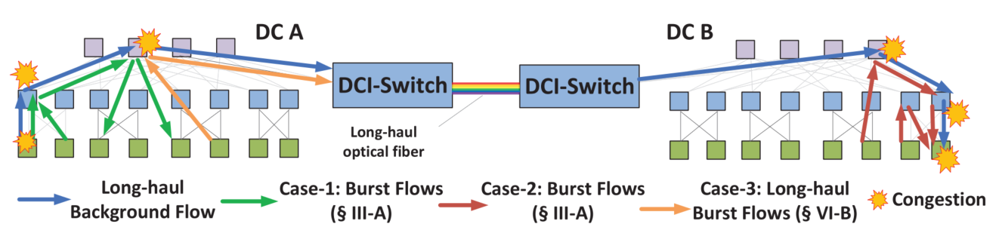 DC A
DC B
DCI-Switch
DCI-Switch
Long-haul
optical fiber
Long-haul
Background Flow
Case-1: Burst Flows
(§ III-A)
Case-2: Burst Flows
(§ III-A)
Case-3: Long-haul
Burst Flows (§ VI-B)
Congestion